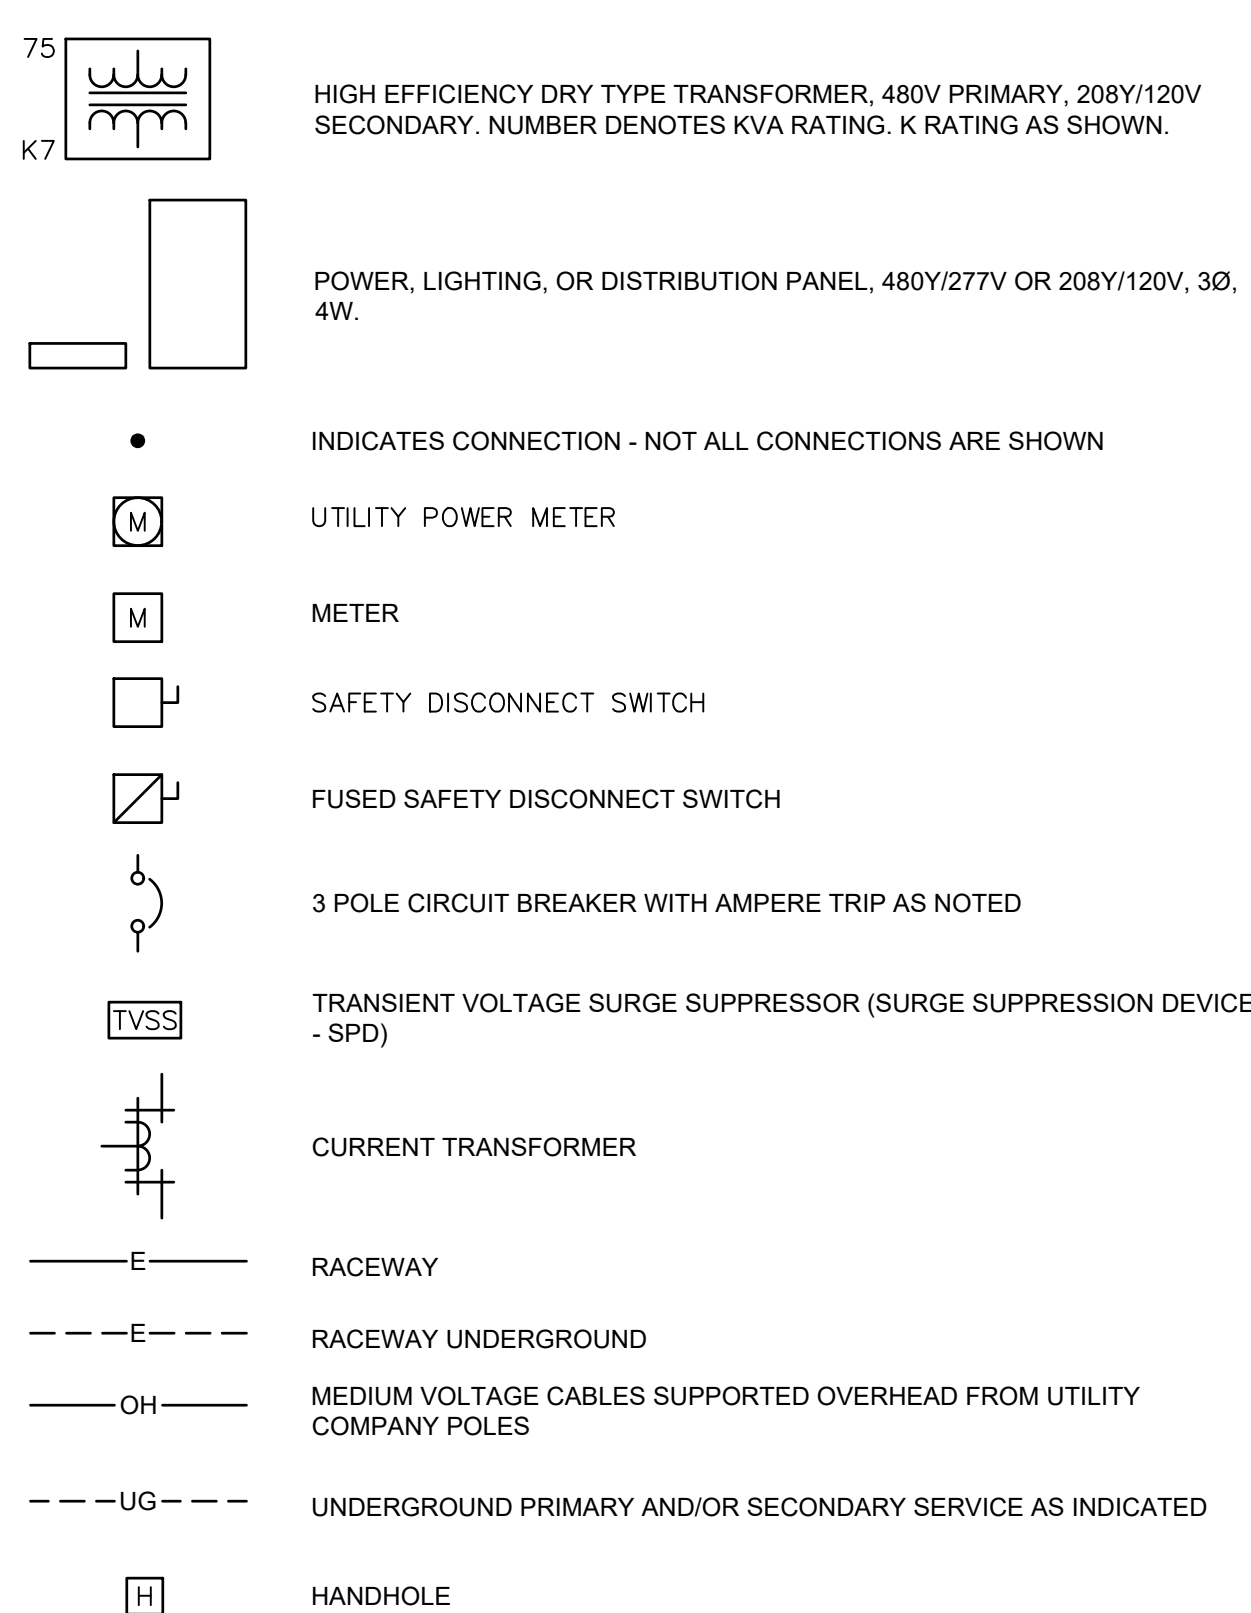 75
HIGH EFFICIENCY DRY TYPE TRANSFORMER, 480V PRIMARY, 208Y/120V
SECONDARY. NUMBER DENOTES KVA RATING. K RATING AS SHOWN.
K7
POWER, LIGHTING, OR DISTRIBUTION PANEL, 480Y/277V OR 208Y/120V, 3Ø,
4W.
INDICATES CONNECTION - NOT ALL CONNECTIONS ARE SHOWN
M UTILITY POWER METER
M METER
SAFETY DISCONNECT SWITCH
FUSED SAFETY DISCONNECT SWITCH
3 POLE CIRCUIT BREAKER WITH AMPERE TRIP AS NOTED
TVSS
TRANSIENT VOLTAGE SURGE SUPPRESSOR (SURGE SUPPRESSION DEVICE
- SPD)
CURRENT TRANSFORMER
E RACEWAY
E RACEWAY UNDERGROUND
OH
MEDIUM VOLTAGE CABLES SUPPORTED OVERHEAD FROM UTILITY
COMPANY POLES
UG UNDERGROUND PRIMARY AND/OR SECONDARY SERVICE AS INDICATED
H HANDHOLE